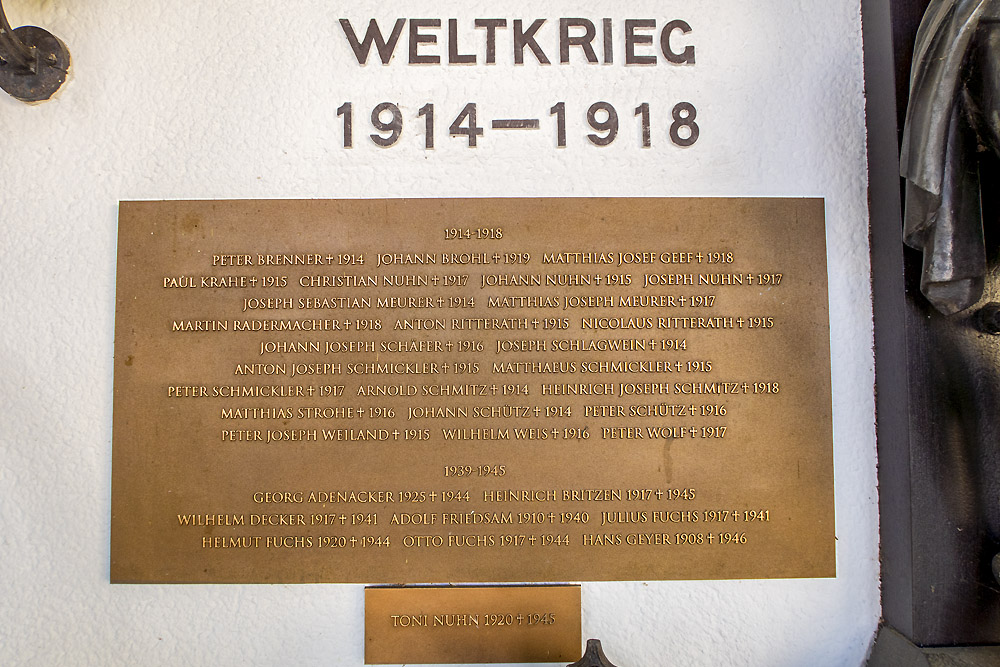 WELTKRIEG
1914–1918
1914-1918
PETER BRENNER ✝ 1914 JOHANN BROHL ✝ 1919 MATTHIAS JOSEF GEEF ✝ 1918
PAUL KRAHE ✝ 1915 CHRISTIAN NUHN ✝ 1917 JOHANN NUHN ✝ 1915 JOSEPH NUHN ✝ 1917
JOSEPH SEBASTIAN MEURER ✝ 1914 MATTHIAS JOSEPH MEURER ✝ 1917
MARTIN RADERMACHER ✝ 1918 ANTON RITTERATH ✝ 1915 NICOLAUS RITTERATH ✝ 1915
JOHANN JOSEPH SCHÄFER ✝ 1916 JOSEPH SCHLAGWEIN ✝ 1914
ANTON JOSEPH SCHMICKLER ✝ 1915 MATTHAEUS SCHMICKLER ✝ 1915
PETER SCHMICKLER ✝ 1917 ARNOLD SCHMITZ ✝ 1914 HEINRICH JOSEPH SCHMITZ ✝ 1918
MATTHIAS STROHE ✝ 1916 JOHANN SCHÜTZ ✝ 1914 PETER SCHÜTZ ✝ 1916
PETER JOSEPH WEILAND ✝ 1915 WILHELM WEIS ✝ 1916 PETER WOLF ✝ 1917
1939-1945
GEORG ADENACKER 1925 ✝ 1944 HEINRICH BRITZEN 1917 ✝ 1945
WILHELM DECKER 1917 ✝ 1941 ADOLF FRIEDSAM 1910 ✝ 1940 JULIUS FUCHS 1917 ✝ 1941
HELMUT FUCHS 1920 ✝ 1944 OTTO FUCHS 1917 ✝ 1944 HANS GEYER 1908 ✝ 1946
TONI NUHN 1920 ✝ 1945